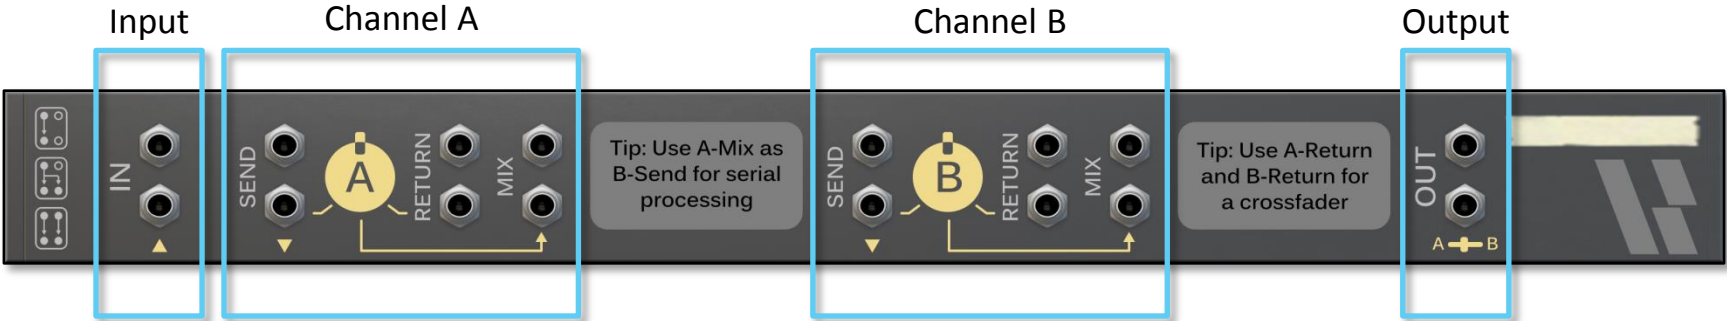 Input
Channel A
Channel B
Output
IN
SEND
A
RETURN
MIX
Tip: Use A-Mix as
B-Send for serial
processing
SEND
B
RETURN
MIX
Tip: Use A-Return
and B-Return for
a crossfader
OUT
A B